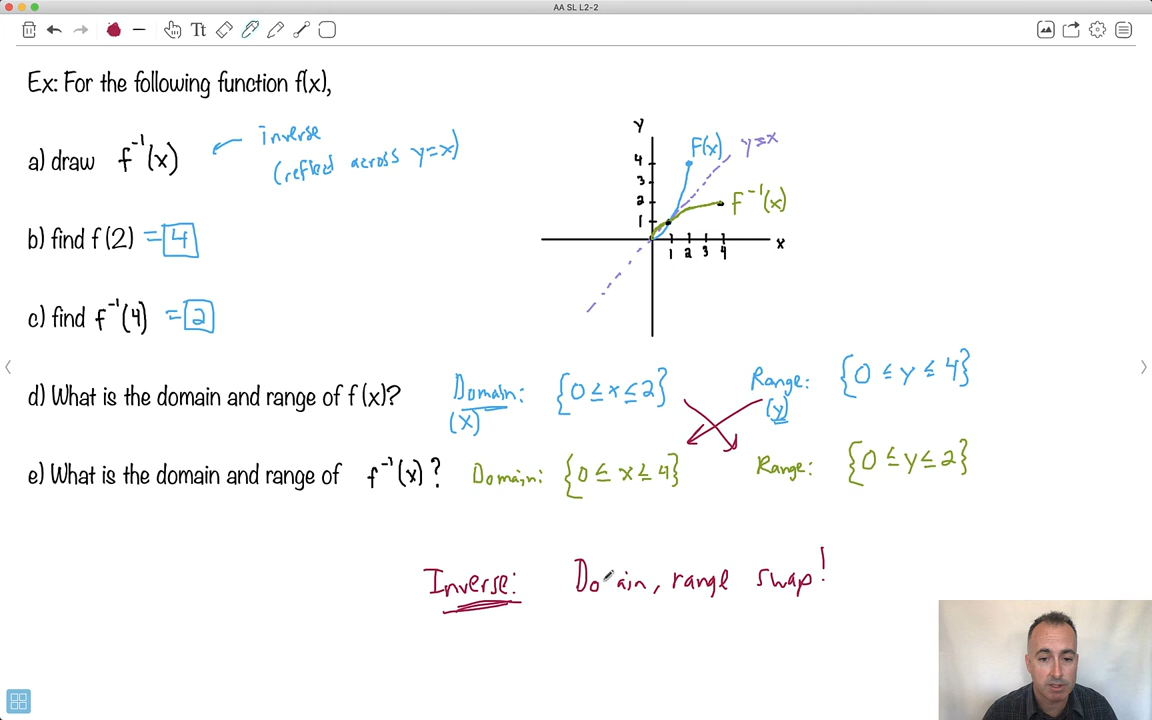 AA SL L2-2
Tt
Ex: For the following function f(x),
a) draw f⁻¹(x)
inverse
(reflect across y=x)
b) find f(2) = 4
c) find f⁻¹(4) = 2
y
4
3
2
1
F(x)
y=x
f⁻¹(x)
x
1 2 3 4
d) What is the domain and range of f(x)? Domain: {0 ≤ x ≤ 2} Range: {0 ≤ y ≤ 4}
(x) (y)
e) What is the domain and range of f⁻¹(x)? Domain: {0 ≤ x ≤ 4} Range: {0 ≤ y ≤ 2}
Inverse: Domain, range swap!